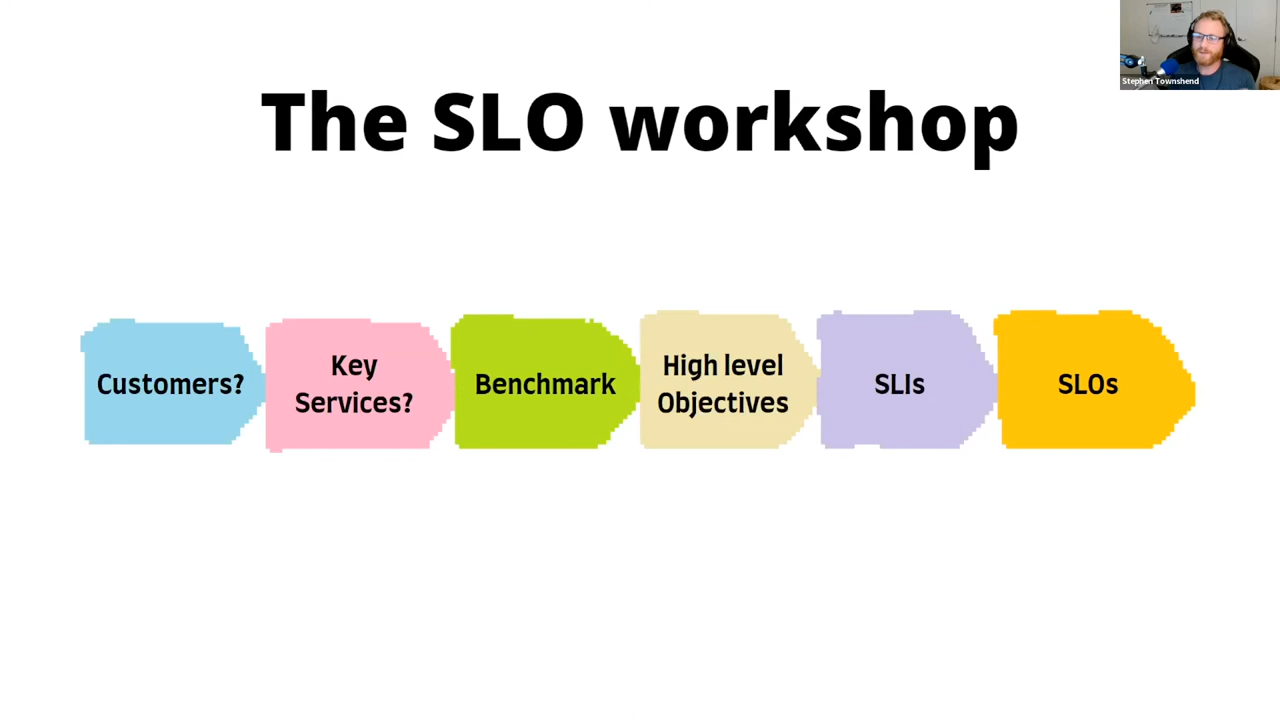 The SLO workshop
Stephen Townshend
Customers?
Key
Services?
Benchmark
High level
Objectives
SLIs
SLOs